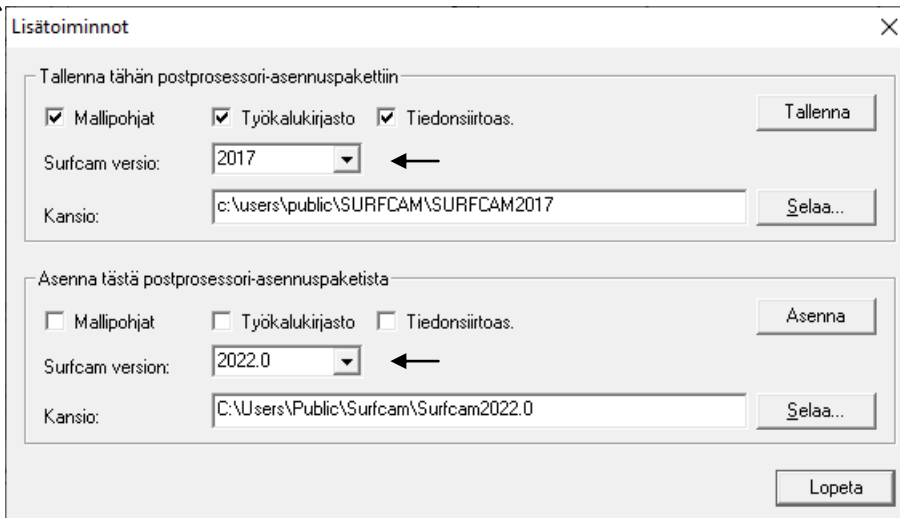 Lisätoiminnot
Tallenna tähän postprosessori-asennuspakettiin
Mallipohjat Työkalukirjasto Tiedonsiirtoas. Tallenna
Surfcam versio: 2017
Kansio: c:\users\public\SURFCAM\SURFCAM2017 Selaa...
Asenna tästä postprosessori-asennuspaketista
Mallipohjat Työkalukirjasto Tiedonsiirtoas. Asenna
Surfcam version: 2022.0
Kansio: C:\Users\Public\Surfcam\Surfcam2022.0 Selaa...
Lopeta